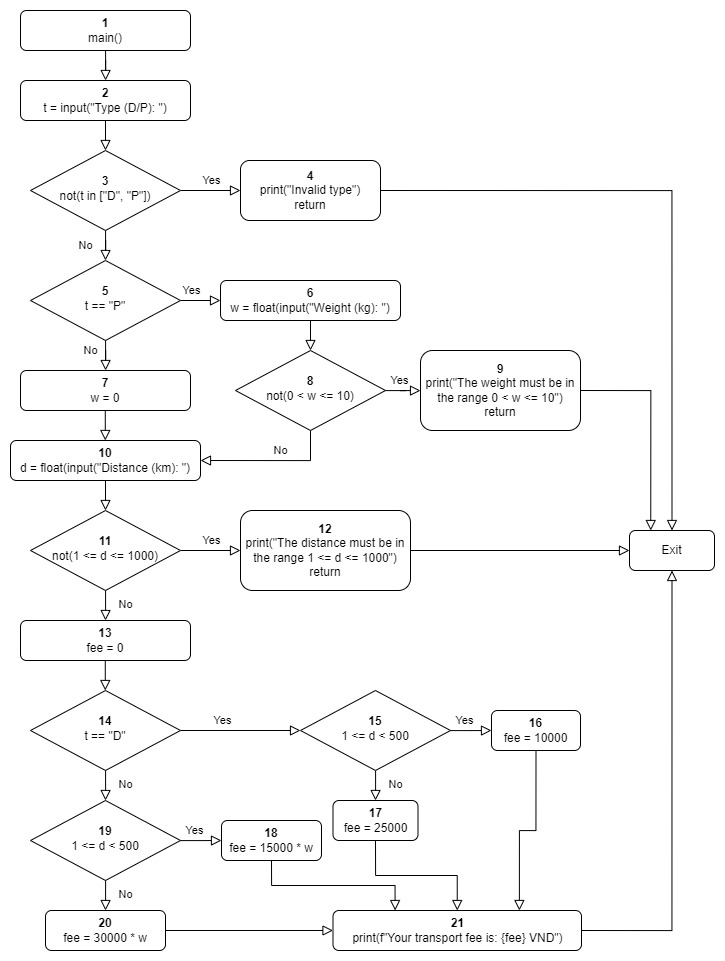 1
main()
2
t = input("Type (D/P): ")
3
not(t in ["D", "P"])
Yes
4
print("Invalid type")
return
No
5
t == "P"
Yes
6
w = float(input("Weight (kg): ")
No
7
w = 0
8
not(0 < w <= 10)
Yes
9
print("The weight must be in
the range 0 < w <= 10")
return
No
10
d = float(input("Distance (km): ")
11
not(1 <= d <= 1000)
Yes
12
print("The distance must be in
the range 1 <= d <= 1000")
return
Exit
No
13
fee = 0
14
t == "D"
Yes
15
1 <= d < 500
Yes
16
fee = 10000
No
No
17
fee = 25000
19
1 <= d < 500
Yes
18
fee = 15000 * w
No
20
fee = 30000 * w
21
print(f"Your transport fee is: {fee} VND")